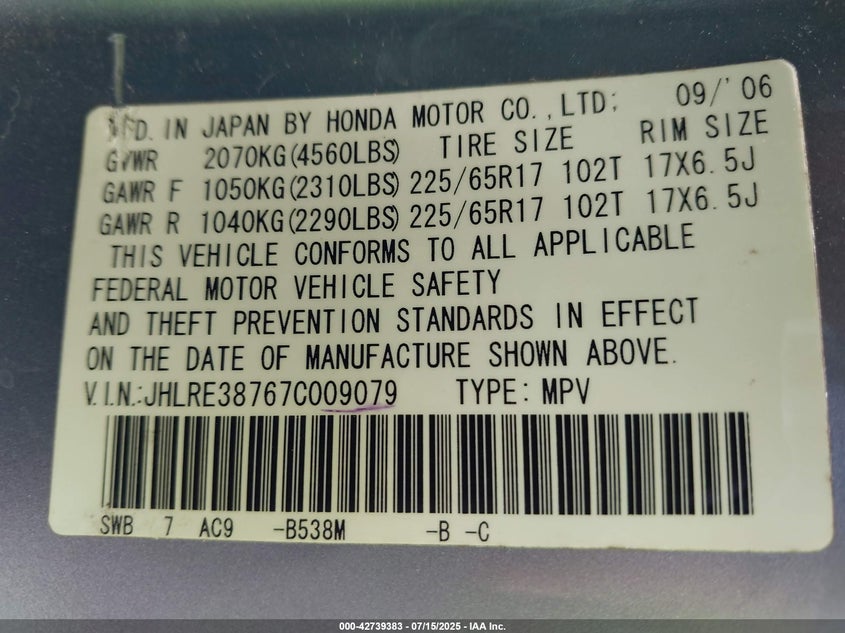 MFD. IN JAPAN BY HONDA MOTOR CO.,LTD: 09/'06
GVWR 2070KG(4560LBS) TIRE SIZE RIM SIZE
GAWR F 1050KG(2310LBS) 225/65R17 102T 17X6.5J
GAWR R 1040KG(2290LBS) 225/65R17 102T 17X6.5J
THIS VEHICLE CONFORMS TO ALL APPLICABLE
FEDERAL MOTOR VEHICLE SAFETY
AND THEFT PREVENTION STANDARDS IN EFFECT
ON THE DATE OF MANUFACTURE SHOWN ABOVE.
V.I.N.:JHLRE38767C009079 TYPE: MPV
SWB 7 AC9 -B538M -B -C
000-42739383 - 07/15/2025 - IAA Inc.